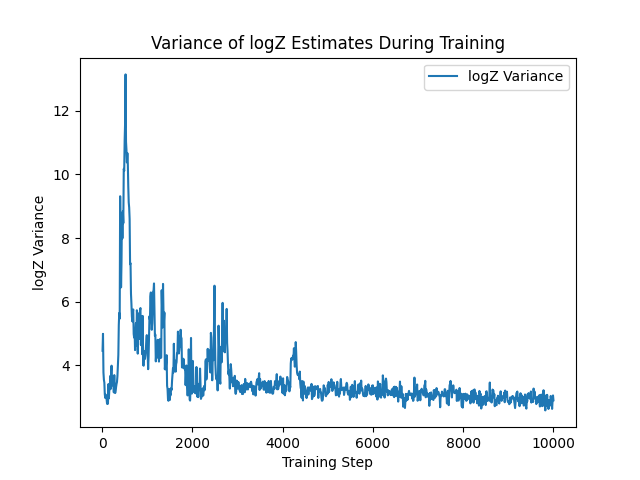 Variance of logZ Estimates During Training
logZ Variance
12
10
8
6
4
logZ Variance
0 2000 4000 6000 8000 10000
Training Step